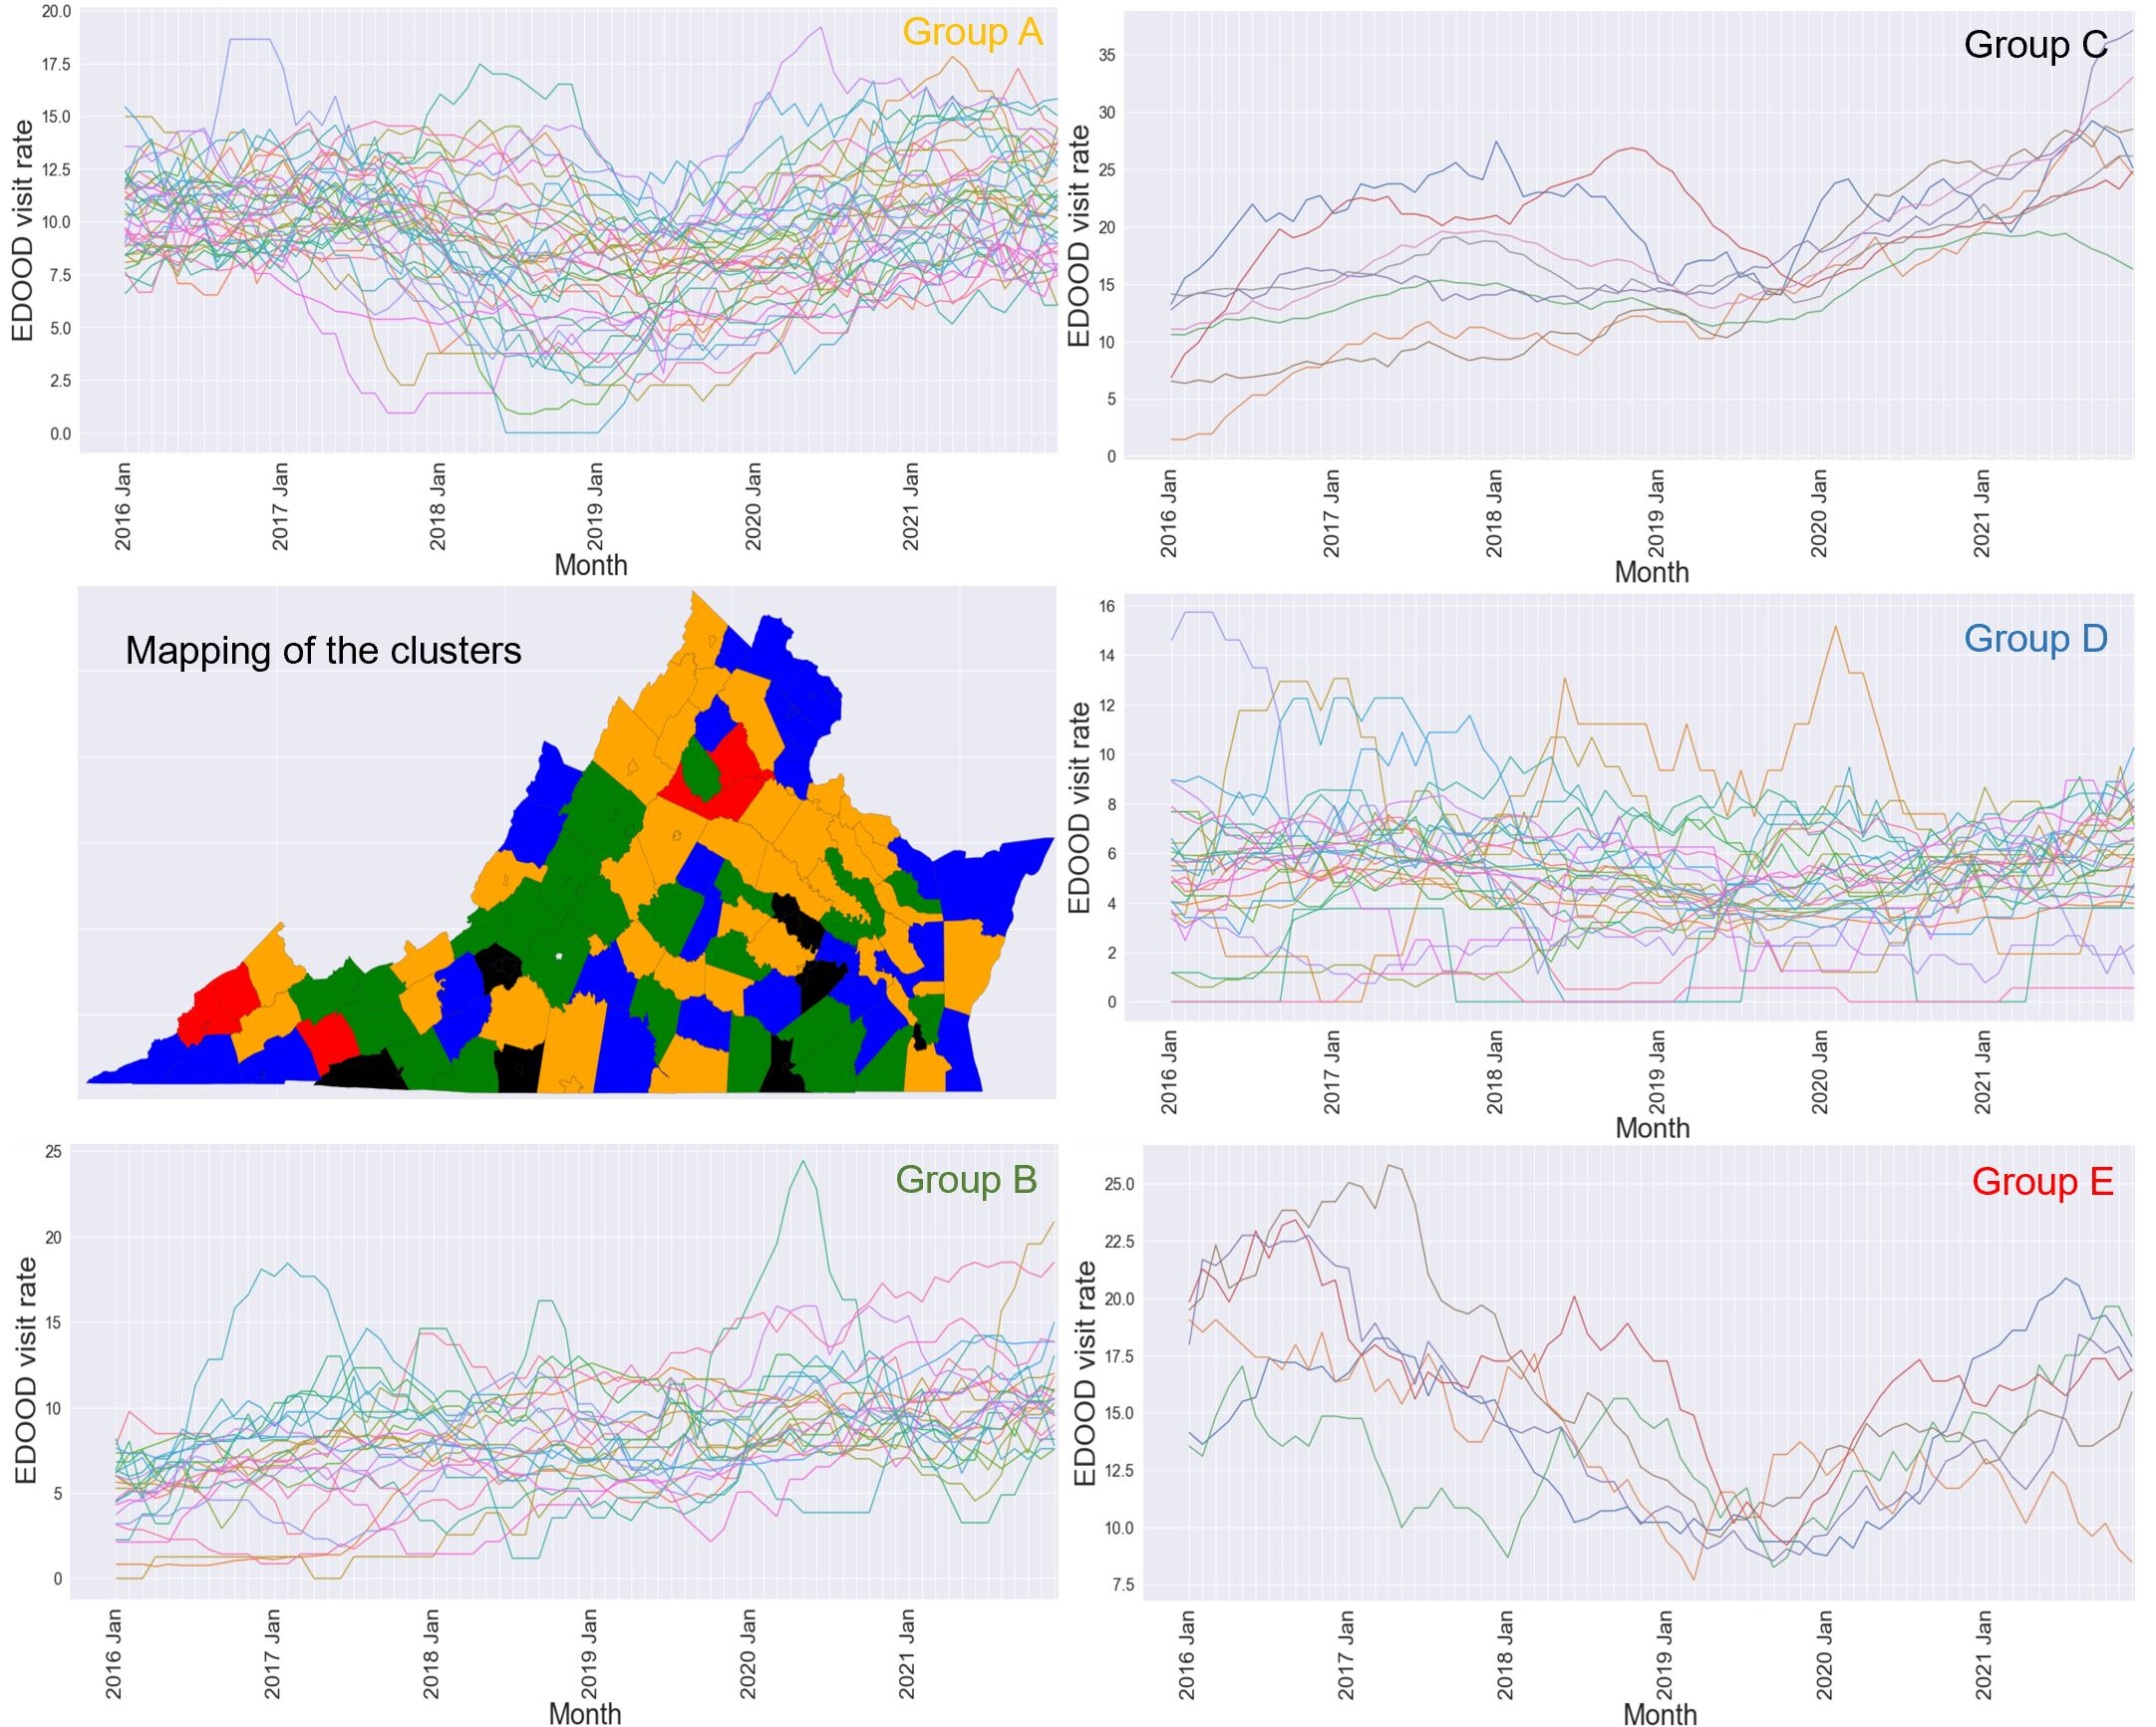 Group A
EDOOD visit rate
20.0
17.5
15.0
12.5
10.0
7.5
5.0
2.5
0.0
2016 Jan
2017 Jan
2018 Jan
2019 Jan
2020 Jan
2021 Jan
Month
Group C
EDOOD visit rate
35
30
25
20
15
10
5
0
2016 Jan
2017 Jan
2018 Jan
2019 Jan
2020 Jan
2021 Jan
Month
Mapping of the clusters
Group D
EDOOD visit rate
16
14
12
10
8
6
4
2
0
2016 Jan
2017 Jan
2018 Jan
2019 Jan
2020 Jan
2021 Jan
Month
Group B
EDOOD visit rate
25
20
15
10
5
0
2016 Jan
2017 Jan
2018 Jan
2019 Jan
2020 Jan
2021 Jan
Month
Group E
EDOOD visit rate
25.0
22.5
20.0
17.5
15.0
12.5
10.0
7.5
2016 Jan
2017 Jan
2018 Jan
2019 Jan
2020 Jan
2021 Jan
Month